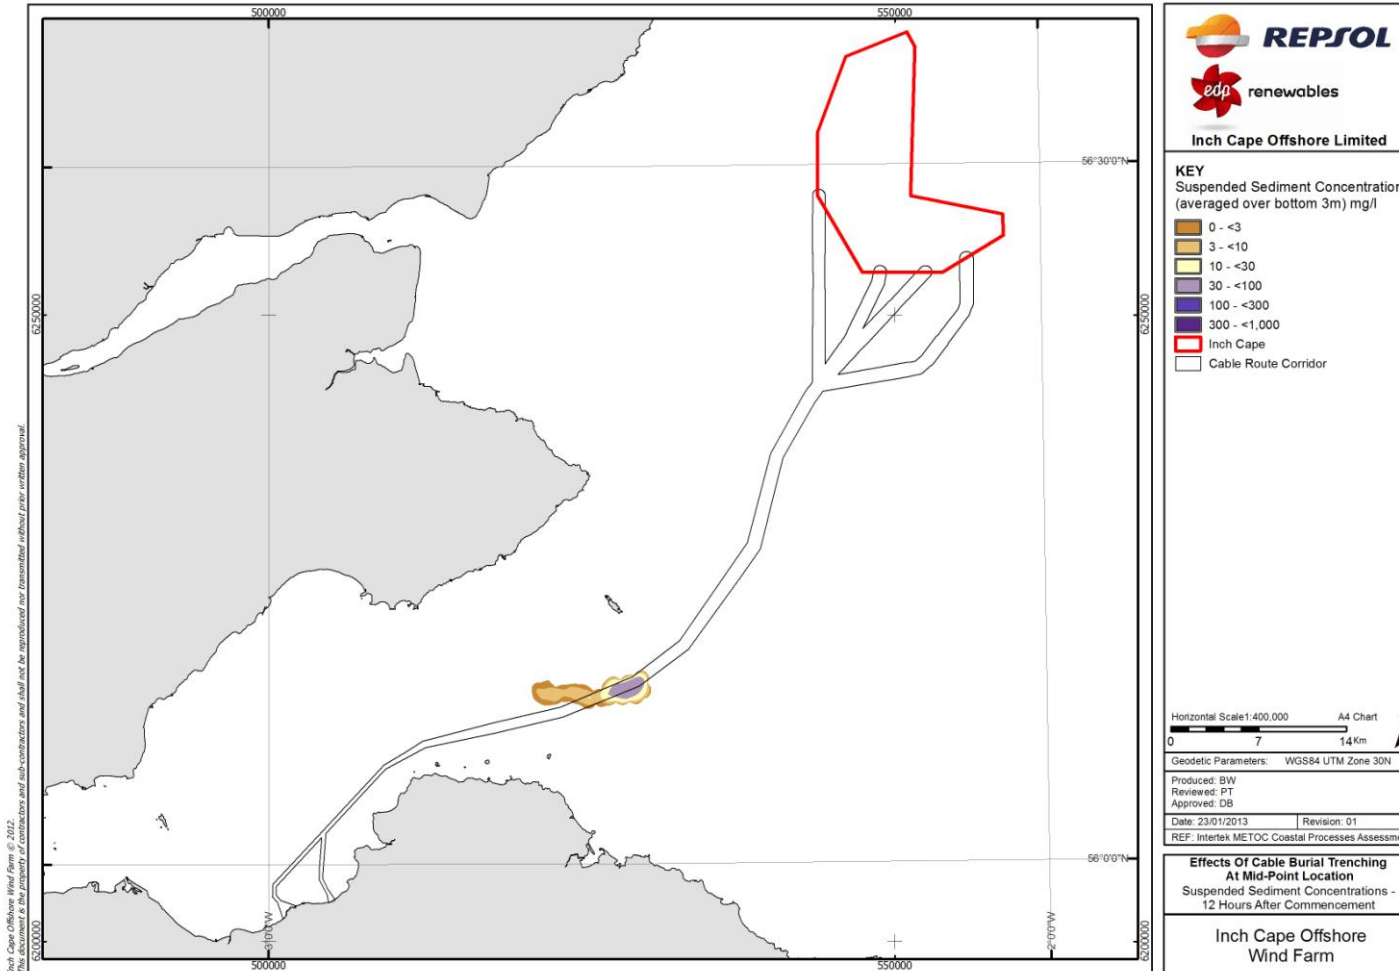 500000
550000
56°30'0"N
6250000
6250000
56°0'0"N
6200000
6200000
3°0'0"W
2°0'0"W
500000
550000
Inch Cape Offshore Wind Farm © 2012.
This document is the property of contractors and sub-contractors and shall not be reproduced nor transmitted without prior written approval.
REPSOL
edp renewables
Inch Cape Offshore Limited
KEY
Suspended Sediment Concentration
(averaged over bottom 3m) mg/l
0 - <3
3 - <10
10 - <30
30 - <100
100 - <300
300 - <1,000
Inch Cape
Cable Route Corridor
Horizontal Scale1:400,000 A4 Chart
0 7 14 Km
Geodetic Parameters: WGS84 UTM Zone 30N
Produced: BW
Reviewed: PT
Approved: DB
Date: 23/01/2013 Revision: 01
REF: Intertek METOC Coastal Processes Assessm
Effects Of Cable Burial Trenching
At Mid-Point Location
Suspended Sediment Concentrations -
12 Hours After Commencement
Inch Cape Offshore
Wind Farm